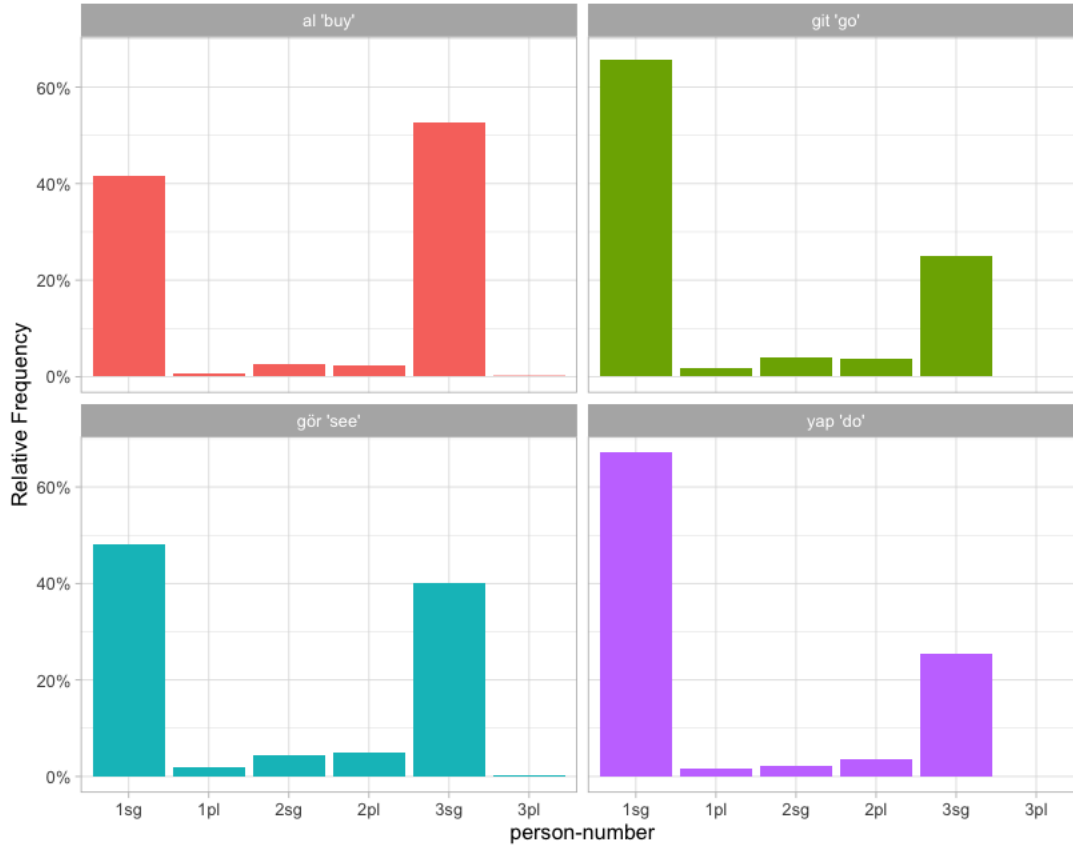 al 'buy'
git 'go'
60%
40%
20%
0%
gör 'see'
yap 'do'
60%
40%
20%
0%
Relative Frequency
1sg 1pl 2sg 2pl 3sg 3pl
1sg 1pl 2sg 2pl 3sg 3pl
person-number